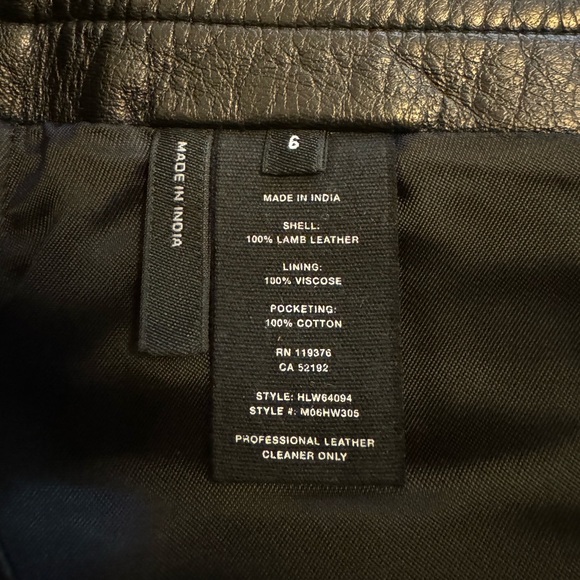 MADE IN INDIA
6
MADE IN INDIA
SHELL:
100% LAMB LEATHER
LINING:
100% VISCOSE
POCKETING:
100% COTTON
RN 119376
CA 52192
STYLE: HLW64094
STYLE #: M06HW305
PROFESSIONAL LEATHER
CLEANER ONLY